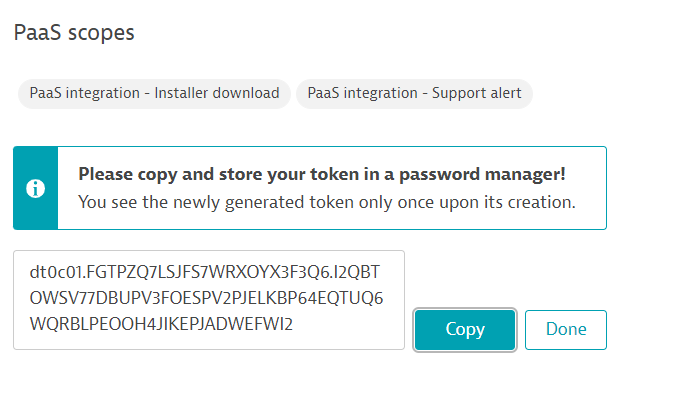 PaaS scopes
PaaS integration - Installer download
PaaS integration - Support alert
Please copy and store your token in a password manager!
You see the newly generated token only once upon its creation.
dt0c01.FGTPZQ7LSJFS7WRXOYX3F3Q6.I2QBT
OWSV77DBUPV3FOESPV2PJELKBP64EQTUQ6
WQRBLPEOOH4JIKEPJADWEFWI2
Copy
Done